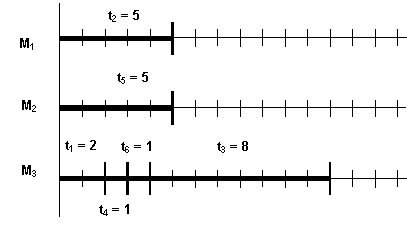 t₂ = 5
M₁
t₅ = 5
M₂
t₁ = 2 t₆ = 1 t₃ = 8
M₃
t₄ = 1